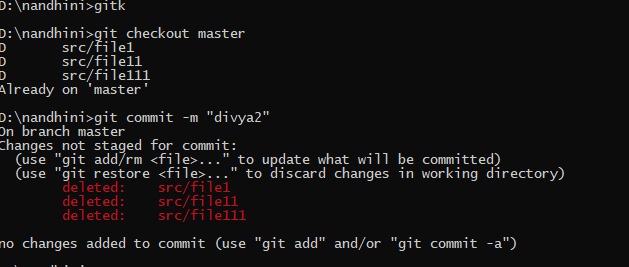 D:\nandhini>gitk
D:\nandhini>git checkout master
D       src/file1
D       src/file11
D       src/file111
Already on 'master'
D:\nandhini>git commit -m "divya2"
On branch master
Changes not staged for commit:
  (use "git add/rm <file>..." to update what will be committed)
  (use "git restore <file>..." to discard changes in working directory)
        deleted:    src/file1
        deleted:    src/file11
        deleted:    src/file111
no changes added to commit (use "git add" and/or "git commit -a")